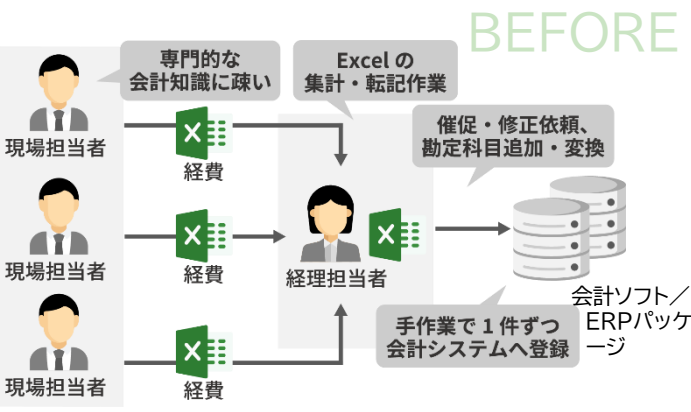 BEFORE
専門的な
会計知識に疎い
Excel の
集計・転記作業
催促・修正依頼、
勘定科目追加・変換
現場担当者
経費
現場担当者
経費
経理担当者
現場担当者
経費
手作業で 1 件ずつ
会計システムへ登録
会計ソフト／
ERPパッケ
ージ